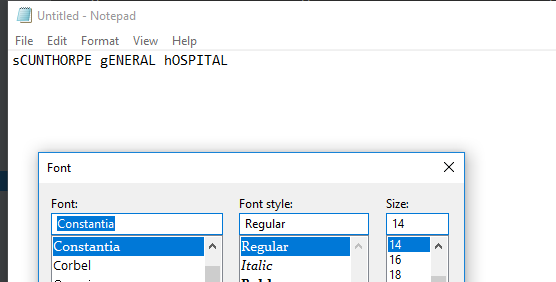 Untitled - Notepad
File Edit Format View Help
sCUNTHORPE gENERAL hOSPITAL
Font
Font: Font style: Size:
Constantia Regular 14
Constantia Regular 14
Corbel Italic 16
18